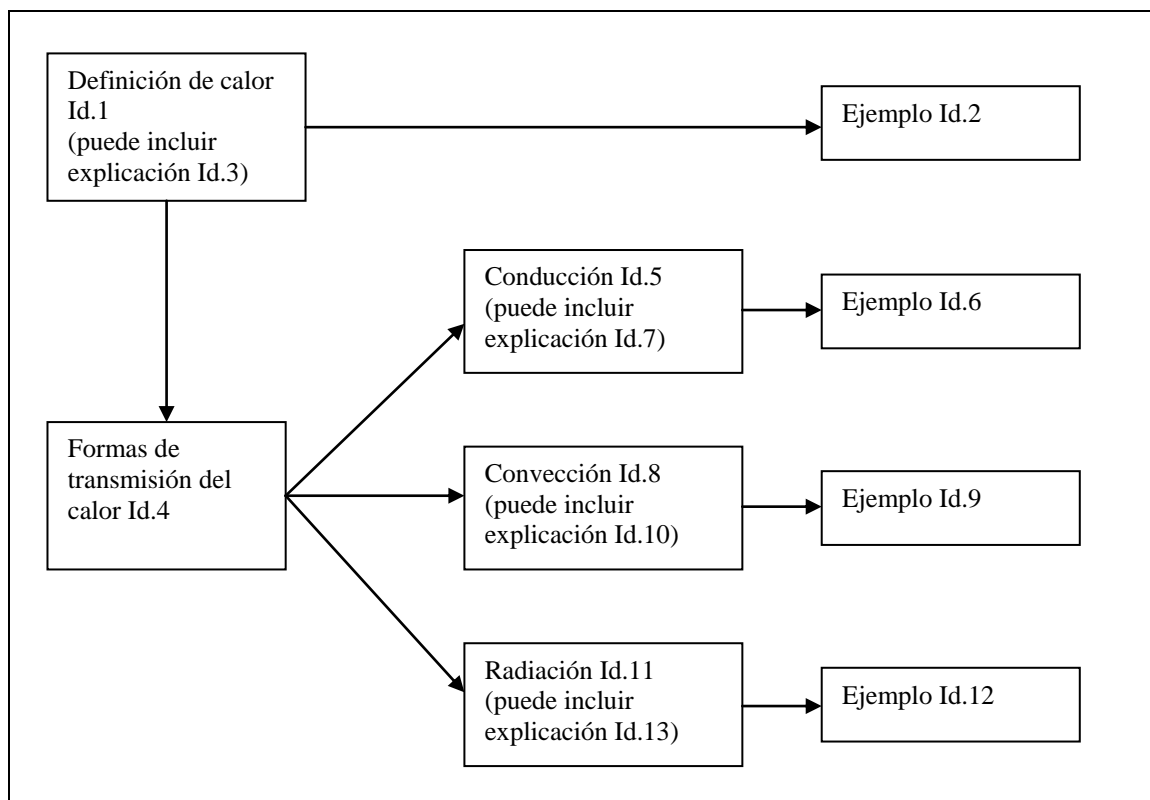 Definición de calor
Id.1
(puede incluir
explicación Id.3)
Ejemplo Id.2
Conducción Id.5
(puede incluir
explicación Id.7)
Ejemplo Id.6
Formas de
transmisión del
calor Id.4
Convección Id.8
(puede incluir
explicación Id.10)
Ejemplo Id.9
Radiación Id.11
(puede incluir
explicación Id.13)
Ejemplo Id.12